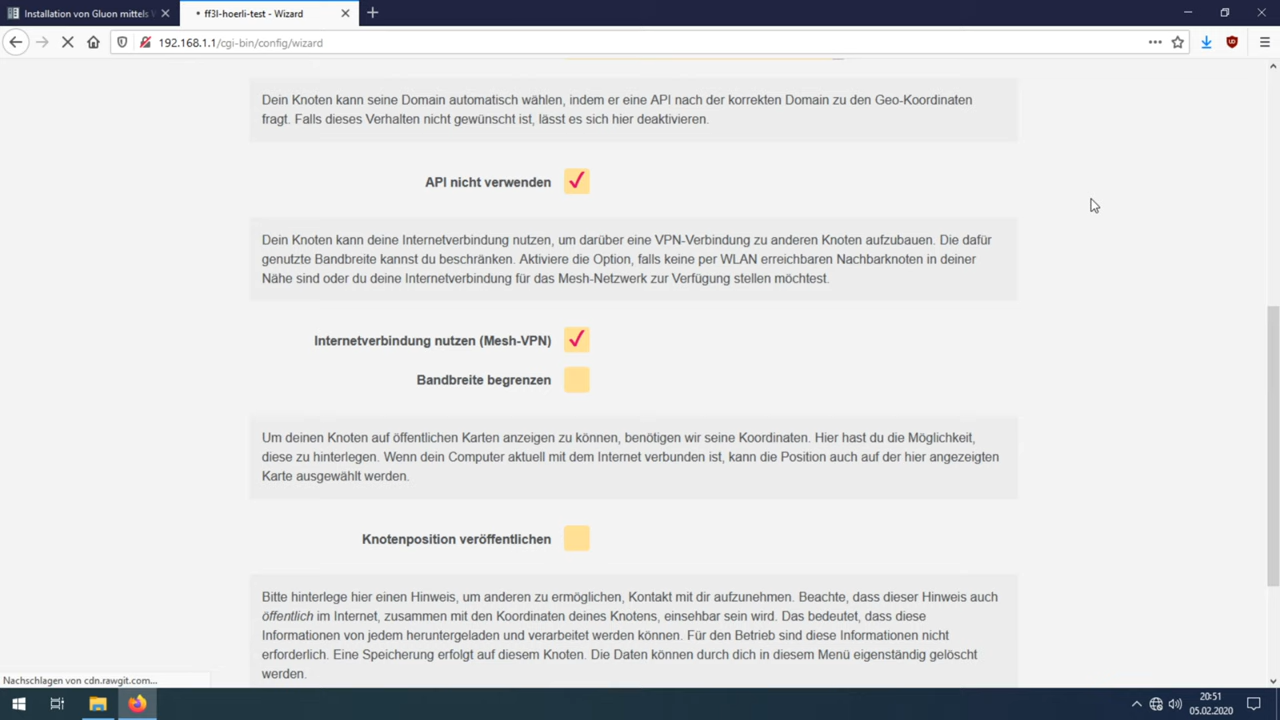 Installation von Gluon mittels
ff3l-hoerli-test - Wizard
192.168.1.1/cgi-bin/config/wizard
Dein Knoten kann seine Domain automatisch wählen, indem er eine API nach der korrekten Domain zu den Geo-Koordinaten
fragt. Falls dieses Verhalten nicht gewünscht ist, lässt es sich hier deaktivieren.
API nicht verwenden
Dein Knoten kann deine Internetverbindung nutzen, um darüber eine VPN-Verbindung zu anderen Knoten aufzubauen. Die dafür
genutzte Bandbreite kannst du beschränken. Aktiviere die Option, falls keine per WLAN erreichbaren Nachbarknoten in deiner
Nähe sind oder du deine Internetverbindung für das Mesh-Netzwerk zur Verfügung stellen möchtest.
Internetverbindung nutzen (Mesh-VPN)
Bandbreite begrenzen
Um deinen Knoten auf öffentlichen Karten anzeigen zu können, benötigen wir seine Koordinaten. Hier hast du die Möglichkeit,
diese zu hinterlegen. Wenn dein Computer aktuell mit dem Internet verbunden ist, kann die Position auch auf der hier angezeigten
Karte ausgewählt werden.
Knotenposition veröffentlichen
Bitte hinterlege hier einen Hinweis, um anderen zu ermöglichen, Kontakt mit dir aufzunehmen. Beachte, dass dieser Hinweis auch
öffentlich im Internet, zusammen mit den Koordinaten deines Knotens, einsehbar sein wird. Das bedeutet, dass diese
Informationen von jedem heruntergeladen und verarbeitet werden können. Für den Betrieb sind diese Informationen nicht
erforderlich. Eine Speicherung erfolgt auf diesem Knoten. Die Daten können durch dich in diesem Menü eigenständig gelöscht
werden.
Nachschlagen von cdn.rawgit.com...
20:51
05.02.2020